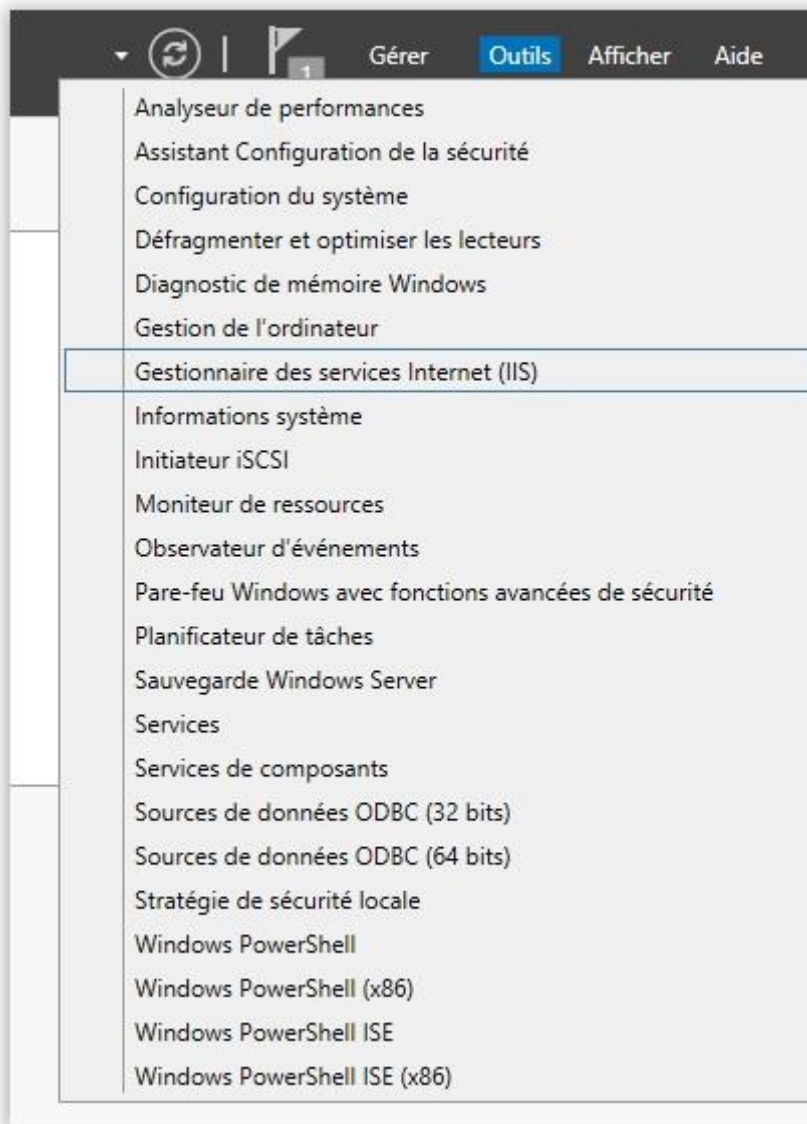 Gérer Outils Afficher Aide
1
Analyseur de performances
Assistant Configuration de la sécurité
Configuration du système
Défragmenter et optimiser les lecteurs
Diagnostic de mémoire Windows
Gestion de l'ordinateur
Gestionnaire des services Internet (IIS)
Informations système
Initiateur iSCSI
Moniteur de ressources
Observateur d'événements
Pare-feu Windows avec fonctions avancées de sécurité
Planificateur de tâches
Sauvegarde Windows Server
Services
Services de composants
Sources de données ODBC (32 bits)
Sources de données ODBC (64 bits)
Stratégie de sécurité locale
Windows PowerShell
Windows PowerShell (x86)
Windows PowerShell ISE
Windows PowerShell ISE (x86)